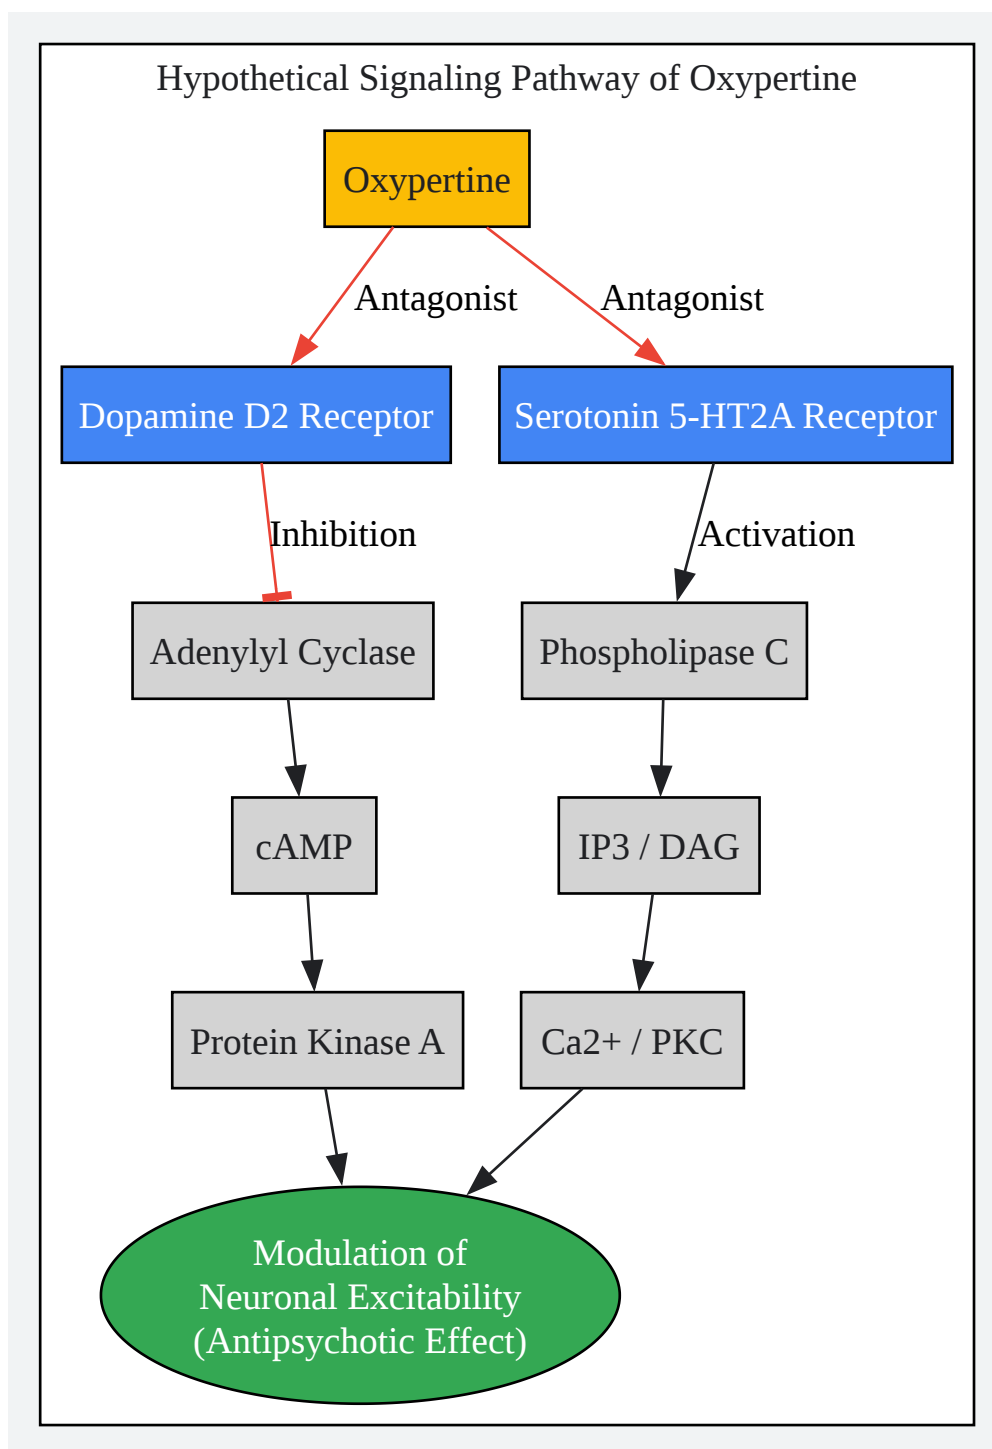 Hypothetical Signaling Pathway of Oxypertine
Oxypertine
Antagonist
Antagonist
Dopamine D2 Receptor
Serotonin 5-HT2A Receptor
Inhibition
Activation
Adenylyl Cyclase
Phospholipase C
cAMP
IP3 / DAG
Protein Kinase A
Ca2+ / PKC
Modulation of
Neuronal Excitability
(Antipsychotic Effect)